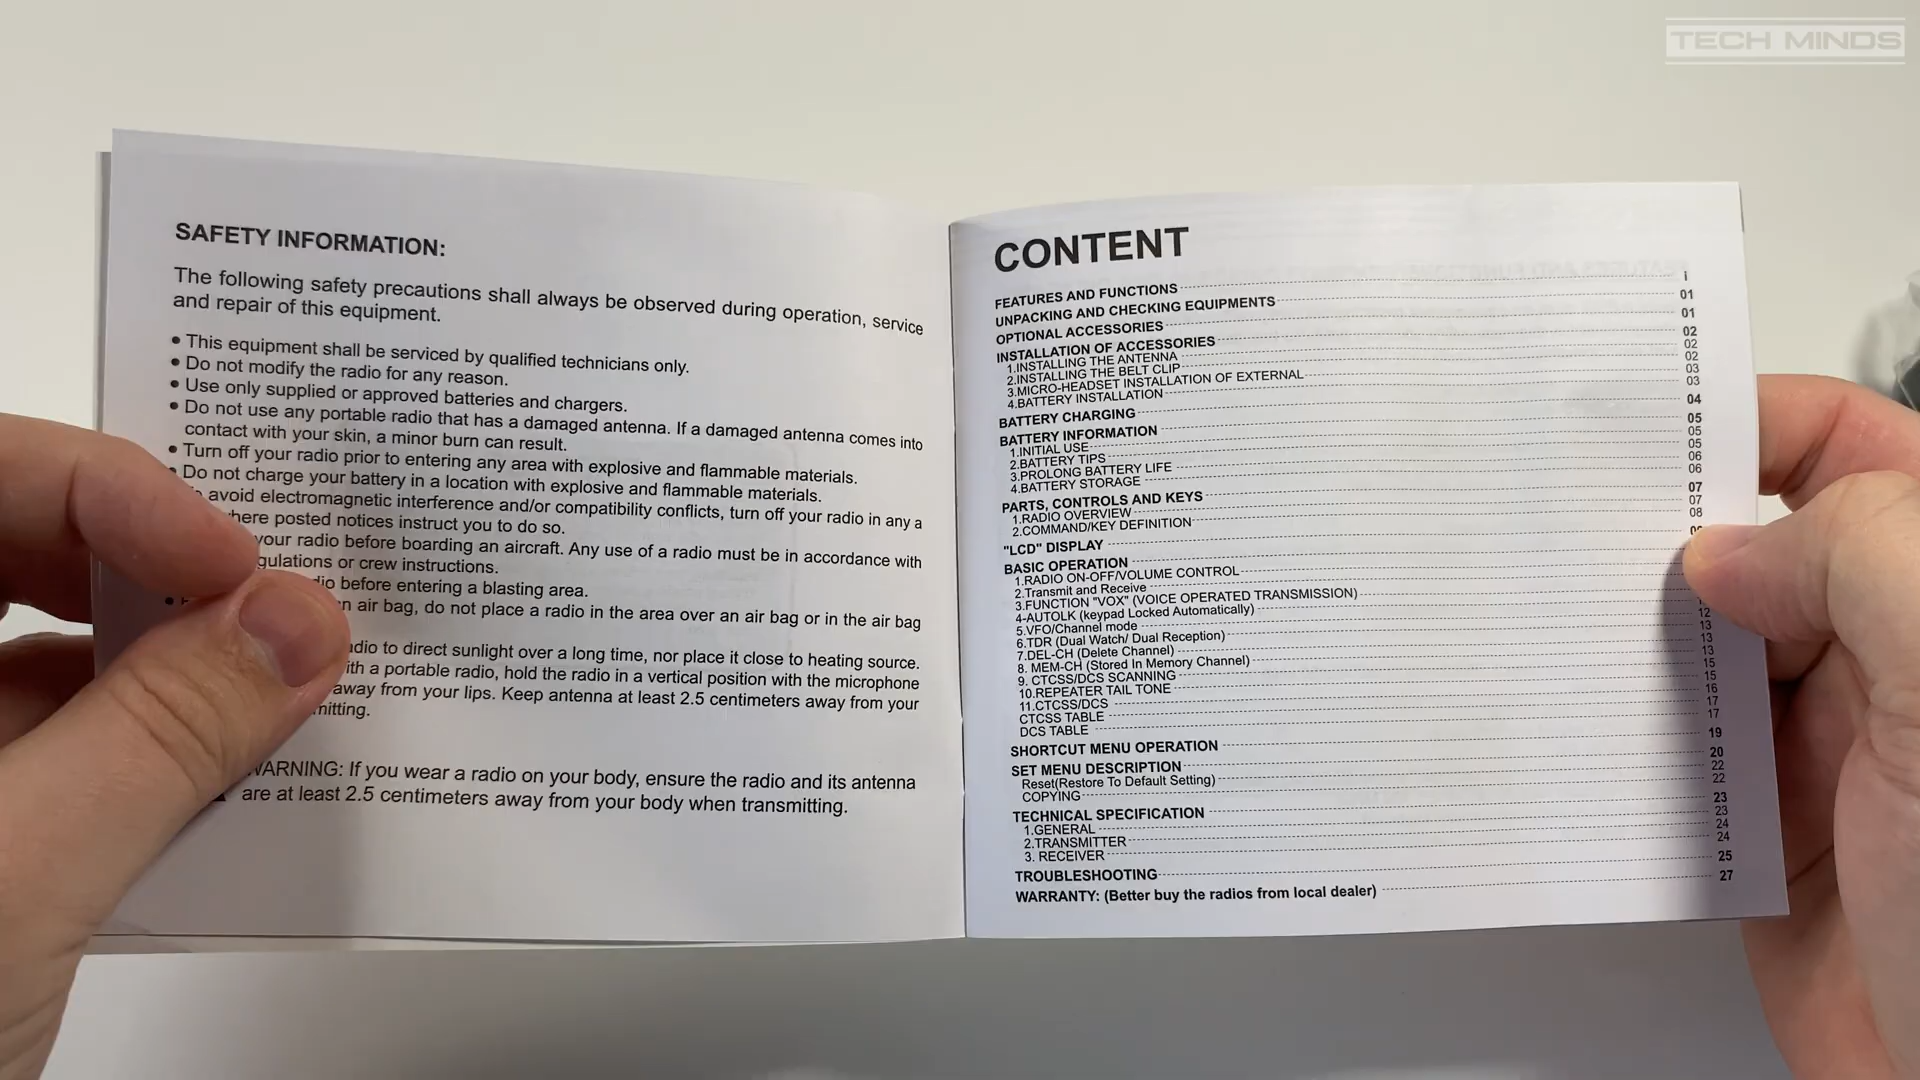 TECH MINDS
SAFETY INFORMATION:
The following safety precautions shall always be observed during operation, service
and repair of this equipment.
• This equipment shall be serviced by qualified technicians only.
• Do not modify the radio for any reason.
• Use only supplied or approved batteries and chargers.
• Do not use any portable radio that has a damaged antenna. If a damaged antenna comes into
contact with your skin, a minor burn can result.
• Turn off your radio prior to entering any area with explosive and flammable materials.
• Do not charge your battery in a location with explosive and flammable materials.
avoid electromagnetic interference and/or compatibility conflicts, turn off your radio in any a
where posted notices instruct you to do so.
your radio before boarding an aircraft. Any use of a radio must be in accordance with
gulations or crew instructions.
dio before entering a blasting area.
n air bag, do not place a radio in the area over an air bag or in the air bag
adio to direct sunlight over a long time, nor place it close to heating source.
ith a portable radio, hold the radio in a vertical position with the microphone
away from your lips. Keep antenna at least 2.5 centimeters away from your
mitting.
WARNING: If you wear a radio on your body, ensure the radio and its antenna
are at least 2.5 centimeters away from your body when transmitting.
CONTENT
FEATURES AND FUNCTIONS i
UNPACKING AND CHECKING EQUIPMENTS 01
OPTIONAL ACCESSORIES 01
INSTALLATION OF ACCESSORIES 02
1.INSTALLING THE ANTENNA 02
2.INSTALLING THE BELT CLIP 02
3.MICRO-HEADSET INSTALLATION OF EXTERNAL 03
4.BATTERY INSTALLATION 03
BATTERY CHARGING 04
BATTERY INFORMATION 05
1.INITIAL USE 05
2.BATTERY TIPS 05
3.PROLONG BATTERY LIFE 06
4.BATTERY STORAGE 06
PARTS, CONTROLS AND KEYS 07
1.RADIO OVERVIEW 07
2.COMMAND/KEY DEFINITION 08
"LCD" DISPLAY
BASIC OPERATION
1.RADIO ON-OFF/VOLUME CONTROL
2.Transmit and Receive
3.FUNCTION "VOX" (VOICE OPERATED TRANSMISSION)
4-AUTOLK (keypad Locked Automatically)
5.VFO/Channel mode 12
6.TDR (Dual Watch/ Dual Reception) 13
7.DEL-CH (Delete Channel) 13
8. MEM-CH (Stored In Memory Channel) 13
9. CTCSS/DCS SCANNING 15
10.REPEATER TAIL TONE 15
11.CTCSS/DCS 16
CTCSS TABLE 17
DCS TABLE 17
SHORTCUT MENU OPERATION 19
SET MENU DESCRIPTION 20
Reset(Restore To Default Setting) 22
COPYING 22
TECHNICAL SPECIFICATION 23
1.GENERAL 23
2.TRANSMITTER 24
3. RECEIVER 24
TROUBLESHOOTING 25
WARRANTY: (Better buy the radios from local dealer) 27